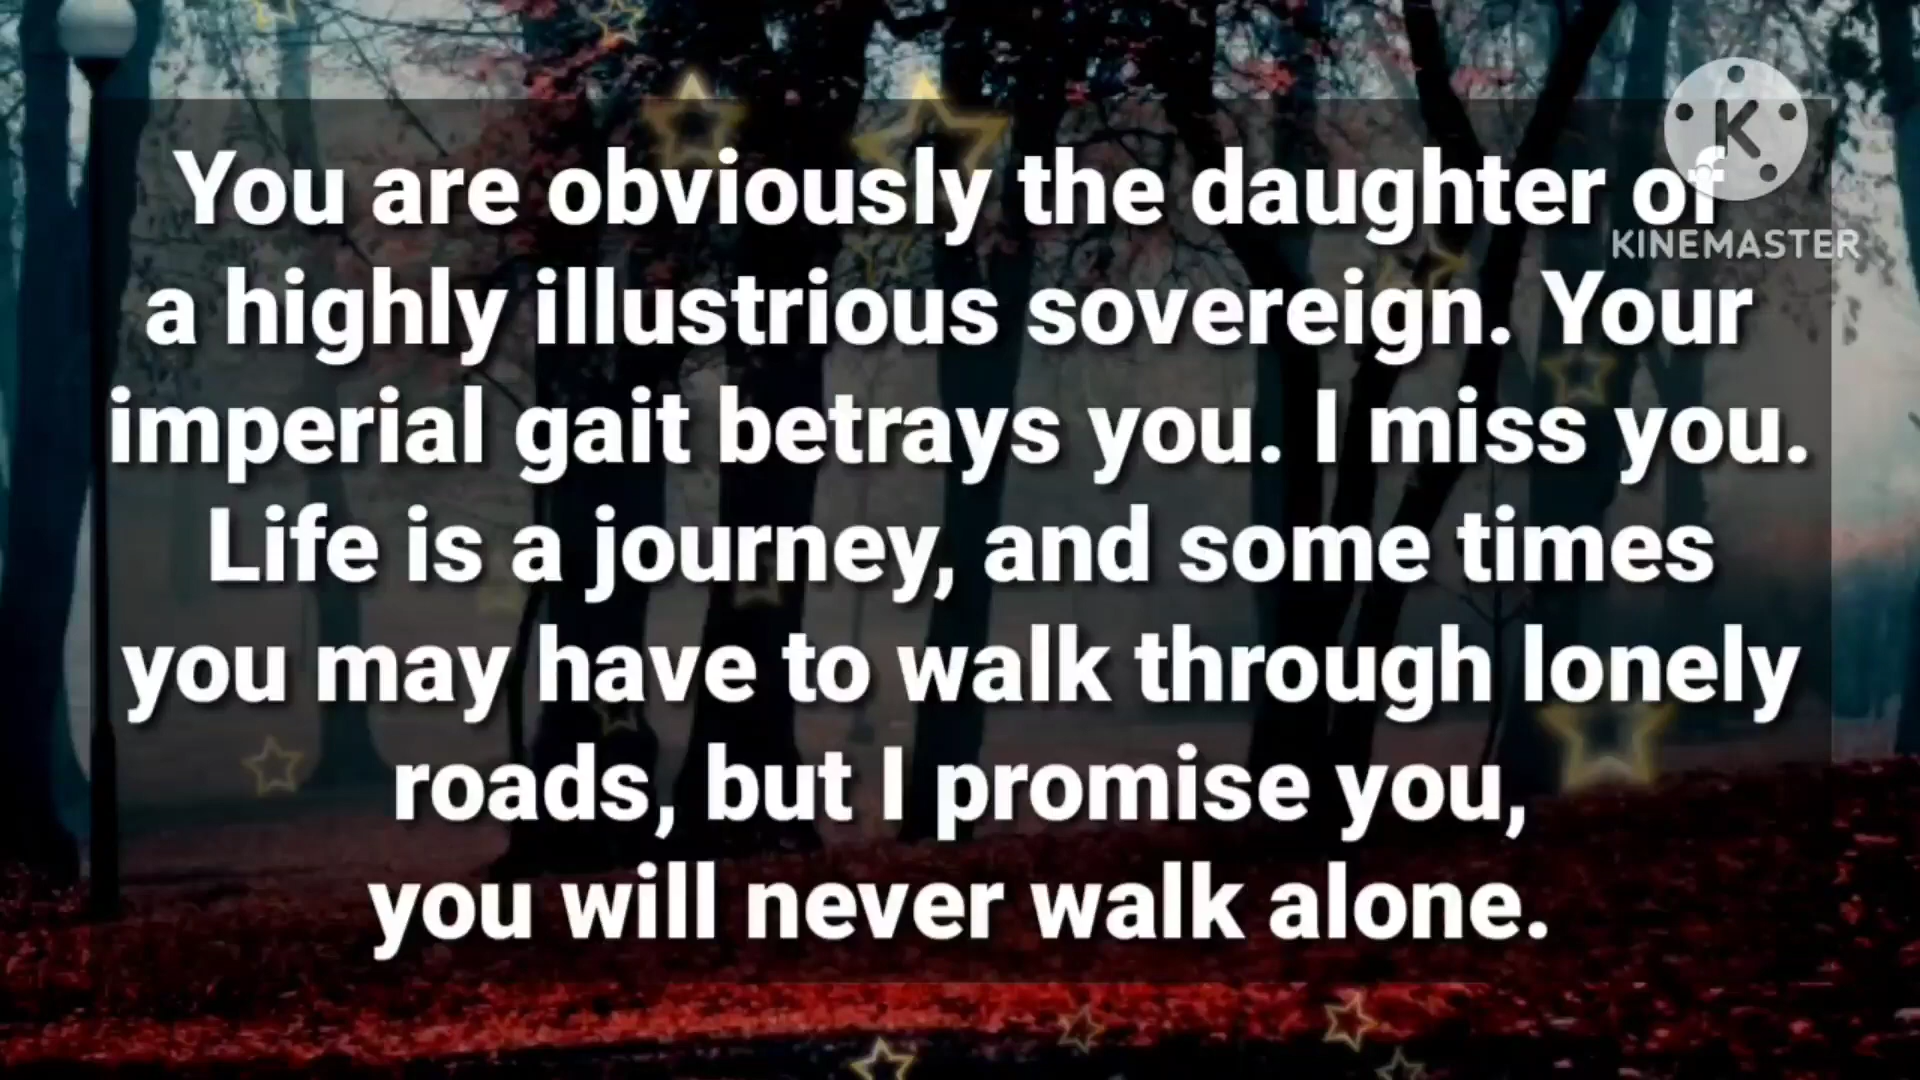 You are obviously the daughter of
a highly illustrious sovereign. Your
imperial gait betrays you. I miss you.
Life is a journey, and some times
you may have to walk through lonely
roads, but I promise you,
you will never walk alone.
K
KINEMASTER